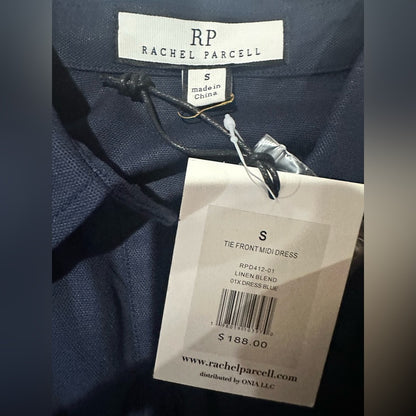 RP
RACHEL PARCELL
S
made in
China
S
TIE FRONT MIDI DRESS
RPD412-01
LINEN BLEND
01X DRESS BLUE
$ 188.00
www.rachelparcell.com
distributed by ONIA LLC